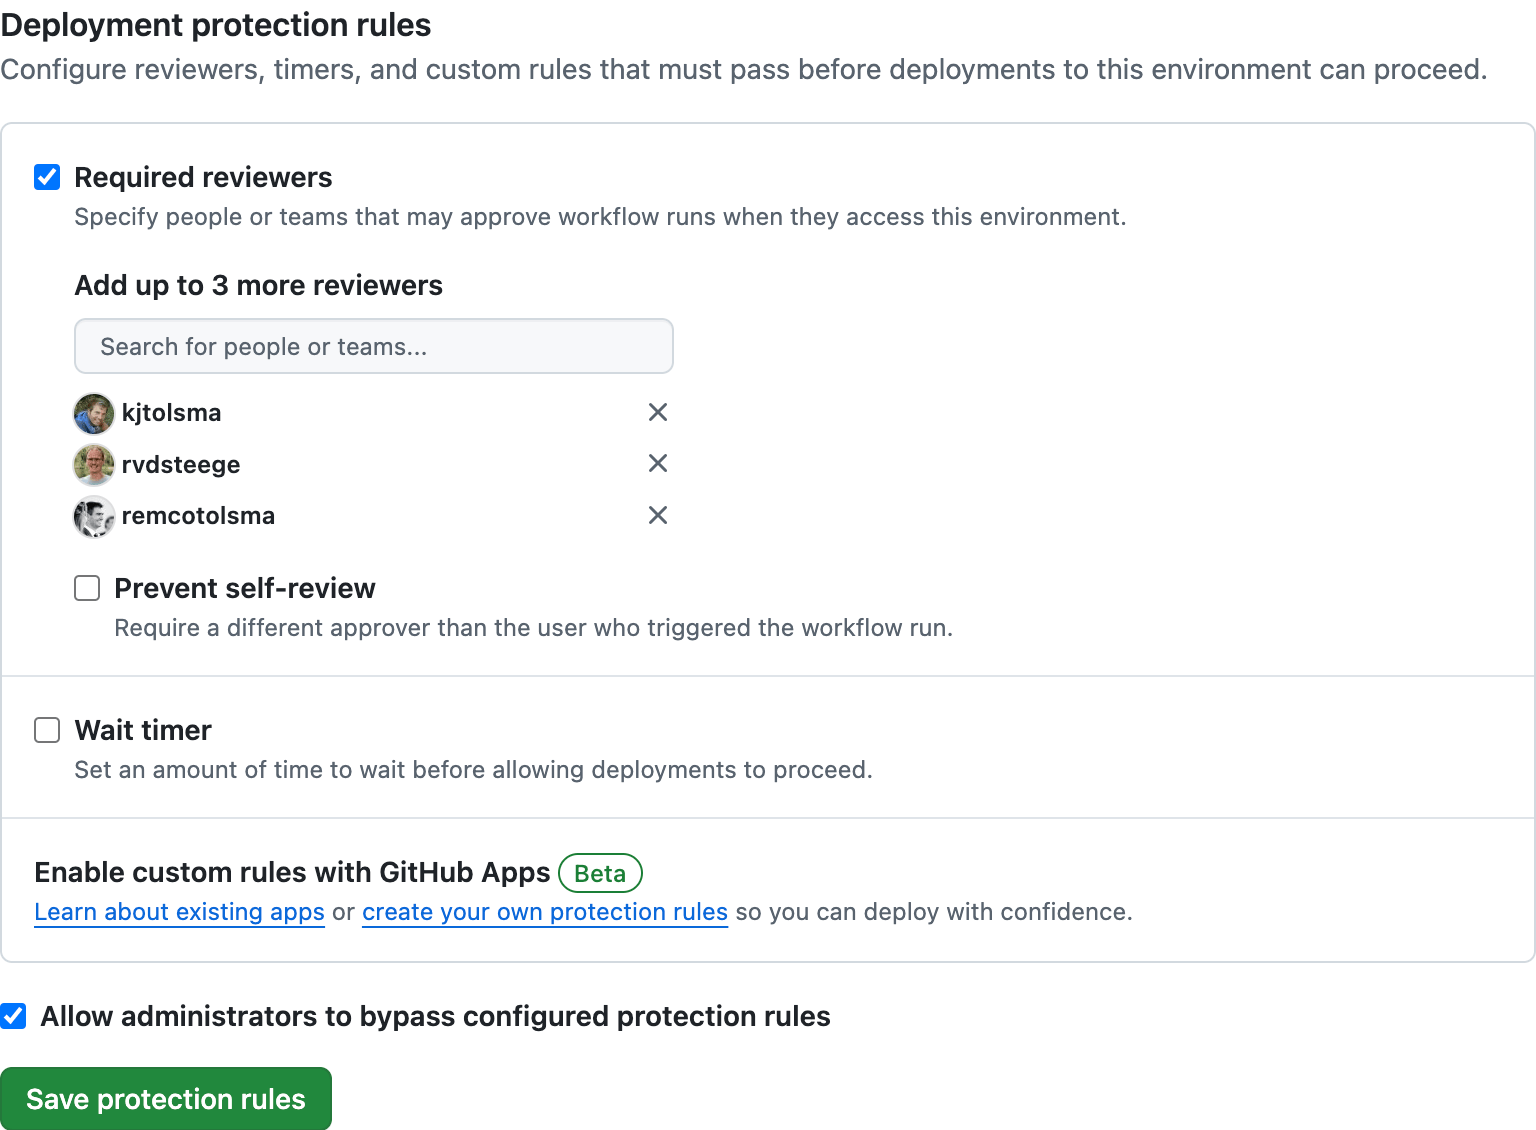 Deployment protection rules
Configure reviewers, timers, and custom rules that must pass before deployments to this environment can proceed.
Required reviewers
Specify people or teams that may approve workflow runs when they access this environment.
Add up to 3 more reviewers
Search for people or teams...
kjtolsma
rvdsteege
remcotolsma
Prevent self-review
Require a different approver than the user who triggered the workflow run.
Wait timer
Set an amount of time to wait before allowing deployments to proceed.
Enable custom rules with GitHub Apps Beta
Learn about existing apps or create your own protection rules so you can deploy with confidence.
Allow administrators to bypass configured protection rules
Save protection rules